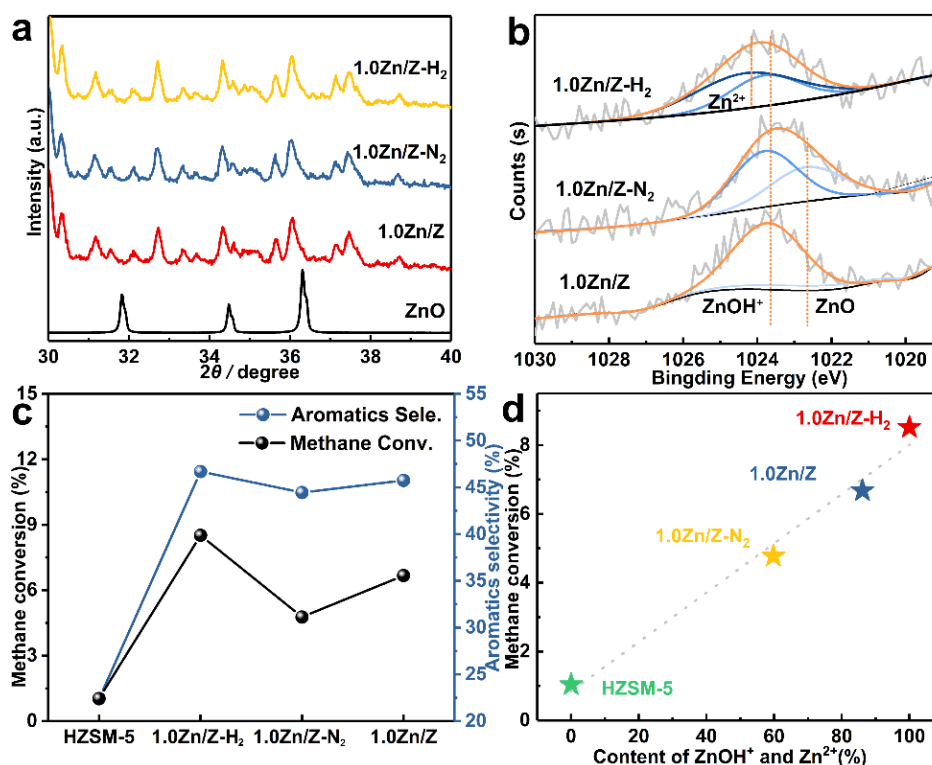 a
1.0Zn/Z-H₂
1.0Zn/Z-N₂
1.0Zn/Z
ZnO
Intensity (a.u.)
30 32 34 36 38 40
2θ / degree
b
1.0Zn/Z-H₂
Zn²⁺
1.0Zn/Z-N₂
1.0Zn/Z
ZnOH⁺ ZnO
Counts (s)
1030 1028 1026 1024 1022 1020
Bingding Energy (eV)
c
Aromatics Sele.
Methane Conv.
15
12
9
6
3
0
Methane conversion (%)
55
50
45
40
35
30
25
20
Aromatics selectivity (%)
HZSM-5 1.0Zn/Z-H₂ 1.0Zn/Z-N₂ 1.0Zn/Z
d
1.0Zn/Z-H₂
1.0Zn/Z
1.0Zn/Z-N₂
HZSM-5
8
6
4
2
0
Methane conversion (%)
0 20 40 60 80 100
Content of ZnOH⁺ and Zn²⁺(%)